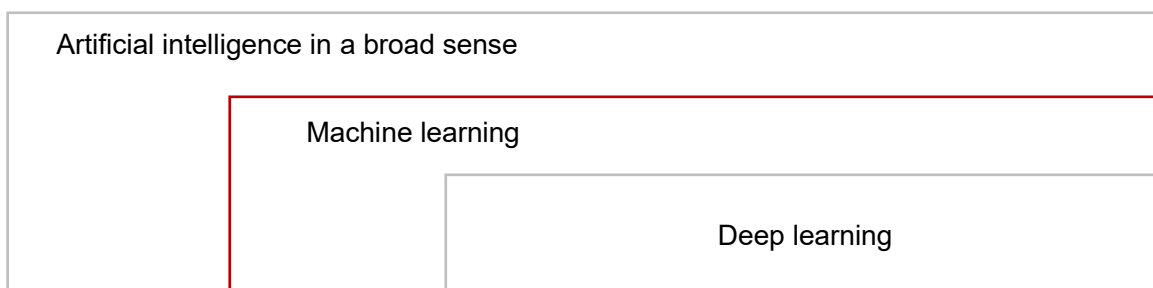 Artificial intelligence in a broad sense
Machine learning
Deep learning